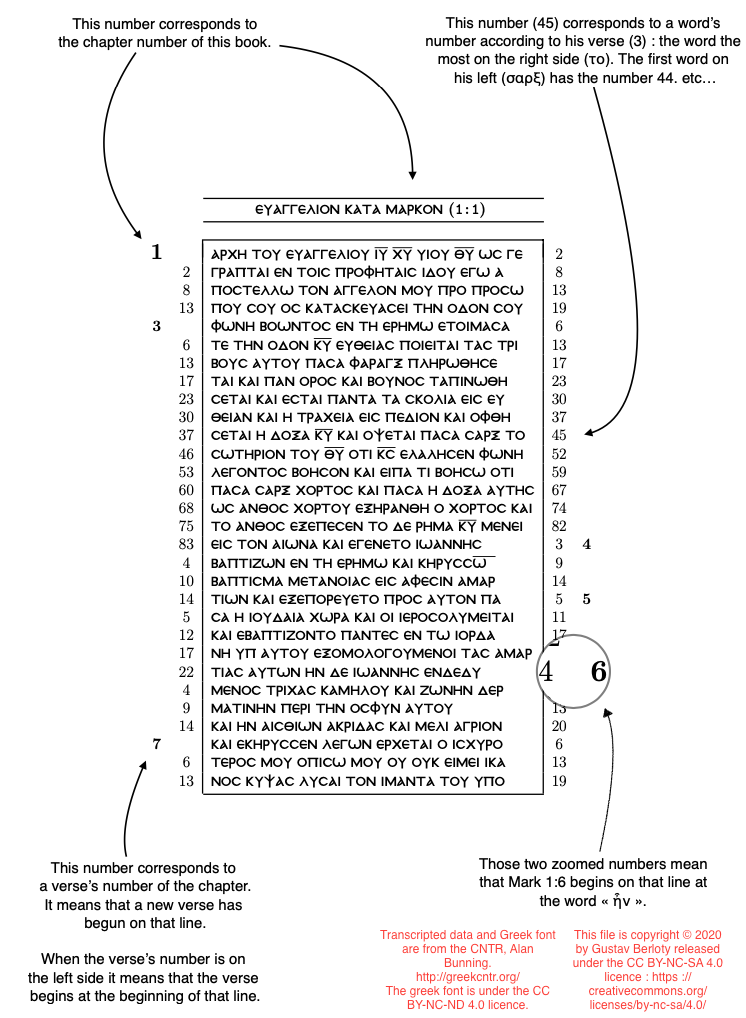 This number corresponds to
the chapter number of this book.
This number (45) corresponds to a word's
number according to his verse (3) : the word the
most on the right side (το). The first word on
his left (σαρξ) has the number 44. etc…
ΕΥΑΓΓΕΛΙΟΝ ΚΑΤΑ ΜΑΡΚΟΝ (1:1)
1 ΑΡΧΗ ΤΟΥ ΕΥΑΓΓΕΛΙΟΥ Ι̅Υ̅ Χ̅Υ̅ ΥΙΟΥ Θ̅Υ̅ ΩϹ ΓΕ 2
2 ΓΡΑΠΤΑΙ ΕΝ ΤΟΙϹ ΠΡΟΦΗΤΑΙϹ ΙΔΟΥ ΕΓΩ Α 8
8 ΠΟϹΤΕΛΛΩ ΤΟΝ ΑΓΓΕΛΟΝ ΜΟΥ ΠΡΟ ΠΡΟϹΩ 13
13 ΠΟΥ ϹΟΥ ΟϹ ΚΑΤΑϹΚΕΥΑϹΕΙ ΤΗΝ ΟΔΟΝ ϹΟΥ 19
3 ΦΩΝΗ ΒΟΩΝΤΟϹ ΕΝ ΤΗ ΕΡΗΜΩ ΕΤΟΙΜΑϹΑ 6
6 ΤΕ ΤΗΝ ΟΔΟΝ Κ̅Υ̅ ΕΥΘΕΙΑϹ ΠΟΙΕΙΤΑΙ ΤΑϹ ΤΡΙ 13
13 ΒΟΥϹ ΑΥΤΟΥ ΠΑϹΑ ΦΑΡΑΓΞ ΠΛΗΡΩΘΗϹΕ 17
17 ΤΑΙ ΚΑΙ ΠΑΝ ΟΡΟϹ ΚΑΙ ΒΟΥΝΟϹ ΤΑΠΙΝΩΘΗ 23
23 ϹΕΤΑΙ ΚΑΙ ΕϹΤΑΙ ΠΑΝΤΑ ΤΑ ϹΚΟΛΙΑ ΕΙϹ ΕΥ 30
30 ΘΕΙΑΝ ΚΑΙ Η ΤΡΑΧΕΙΑ ΕΙϹ ΠΕΔΙΟΝ ΚΑΙ ΟΦΘΗ 37
37 ϹΕΤΑΙ Η ΔΟΞΑ Κ̅Υ̅ ΚΑΙ ΟΨΕΤΑΙ ΠΑϹΑ ϹΑΡΞ ΤΟ 45
46 ϹΩΤΗΡΙΟΝ ΤΟΥ Θ̅Υ̅ ΟΤΙ Κ̅Ϲ̅ ΕΛΑΛΗϹΕΝ ΦΩΝΗ 52
53 ΛΕΓΟΝΤΟϹ ΒΟΗϹΟΝ ΚΑΙ ΕΙΠΑ ΤΙ ΒΟΗϹΩ ΟΤΙ 59
60 ΠΑϹΑ ϹΑΡΞ ΧΟΡΤΟϹ ΚΑΙ ΠΑϹΑ Η ΔΟΞΑ ΑΥΤΗϹ 67
68 ΩϹ ΑΝΘΟϹ ΧΟΡΤΟΥ ΕΞΗΡΑΝΘΗ Ο ΧΟΡΤΟϹ ΚΑΙ 74
75 ΤΟ ΑΝΘΟϹ ΕΞΕΠΕϹΕΝ ΤΟ ΔΕ ΡΗΜΑ Κ̅Υ̅ ΜΕΝΕΙ 82
83 ΕΙϹ ΤΟΝ ΑΙΩΝΑ ΚΑΙ ΕΓΕΝΕΤΟ ΙΩΑΝΝΗϹ 3 4
4 ΒΑΠΤΙΖΩΝ ΕΝ ΤΗ ΕΡΗΜΩ ΚΑΙ ΚΗΡΥϹϹΩ̅ 9
10 ΒΑΠΤΙϹΜΑ ΜΕΤΑΝΟΙΑϹ ΕΙϹ ΑΦΕϹΙΝ ΑΜΑΡ 14
14 ΤΙΩΝ ΚΑΙ ΕΞΕΠΟΡΕΥΕΤΟ ΠΡΟϹ ΑΥΤΟΝ ΠΑ 5 5
5 ϹΑ Η ΙΟΥΔΑΙΑ ΧΩΡΑ ΚΑΙ ΟΙ ΙΕΡΟϹΟΛΥΜΕΙΤΑΙ 11
12 ΚΑΙ ΕΒΑΠΤΙΖΟΝΤΟ ΠΑΝΤΕϹ ΕΝ ΤΩ ΙΟΡΔΑ 17
17 ΝΗ ΥΠ ΑΥΤΟΥ ΕΞΟΜΟΛΟΓΟΥΜΕΝΟΙ ΤΑϹ ΑΜΑΡ
22 ΤΙΑϹ ΑΥΤΩΝ ΗΝ ΔΕ ΙΩΑΝΝΗϹ ΕΝΔΕΔΥ 4 6
4 ΜΕΝΟϹ ΤΡΙΧΑϹ ΚΑΜΗΛΟΥ ΚΑΙ ΖΩΝΗΝ ΔΕΡ
9 ΜΑΤΙΝΗΝ ΠΕΡΙ ΤΗΝ ΟϹΦΥΝ ΑΥΤΟΥ 13
14 ΚΑΙ ΗΝ ΑΙϹΘΙΩΝ ΑΚΡΙΔΑϹ ΚΑΙ ΜΕΛΙ ΑΓΡΙΟΝ 20
7 ΚΑΙ ΕΚΗΡΥϹϹΕΝ ΛΕΓΩΝ ΕΡΧΕΤΑΙ Ο ΙϹΧΥΡΟ 6
6 ΤΕΡΟϹ ΜΟΥ ΟΠΙϹΩ ΜΟΥ ΟΥ ΟΥΚ ΕΙΜΕΙ ΙΚΑ 13
13 ΝΟϹ ΚΥΨΑϹ ΛΥϹΑΙ ΤΟΝ ΙΜΑΝΤΑ ΤΟΥ ΥΠΟ 19
This number corresponds to
a verse's number of the chapter.
It means that a new verse has
begun on that line.
When the verse's number is on
the left side it means that the verse
begins at the beginning of that line.
Those two zoomed numbers mean
that Mark 1:6 begins on that line at
the word « ἦν ».
Transcripted data and Greek font
are from the CNTR, Alan
Bunning.
http://greekcntr.org/
The greek font is under the CC
BY-NC-ND 4.0 licence.
This file is copyright © 2020
by Gustav Berloty released
under the CC BY-NC-SA 4.0
licence : https ://
creativecommons.org/
licenses/by-nc-sa/4.0/